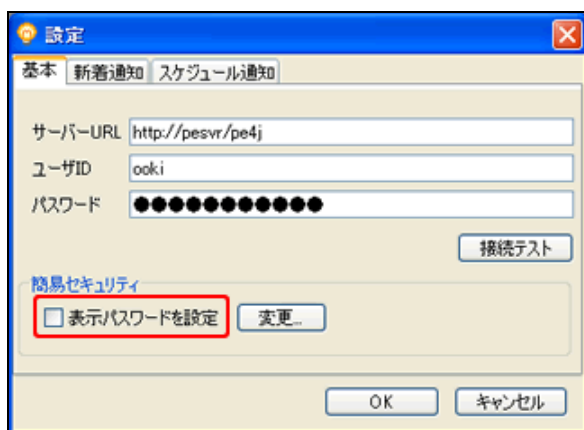 設定
基本 新着通知 スケジュール通知
サーバーURL http://pesvr/pe4j
ユーザID ooki
パスワード ●●●●●●●●●●●
接続テスト
簡易セキュリティ
表示パスワードを設定 変更...
OK キャンセル